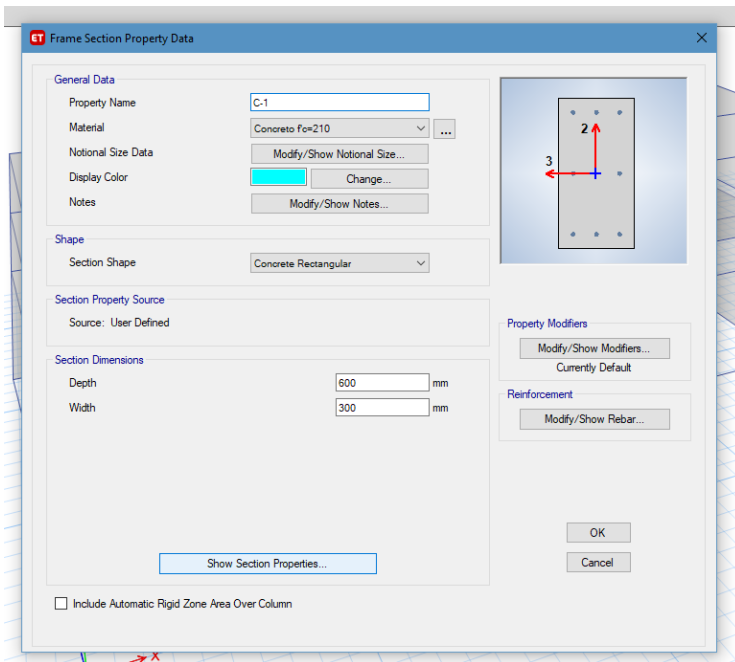 ET Frame Section Property Data
General Data
Property Name C-1
Material Concreto f'c=210 ...
Notional Size Data Modify/Show Notional Size...
Display Color Change...
Notes Modify/Show Notes...
2
3
Shape
Section Shape Concrete Rectangular
Section Property Source
Source: User Defined
Property Modifiers
Modify/Show Modifiers...
Currently Default
Section Dimensions
Depth 600 mm
Width 300 mm
Reinforcement
Modify/Show Rebar...
OK
Show Section Properties...
Cancel
Include Automatic Rigid Zone Area Over Column
X